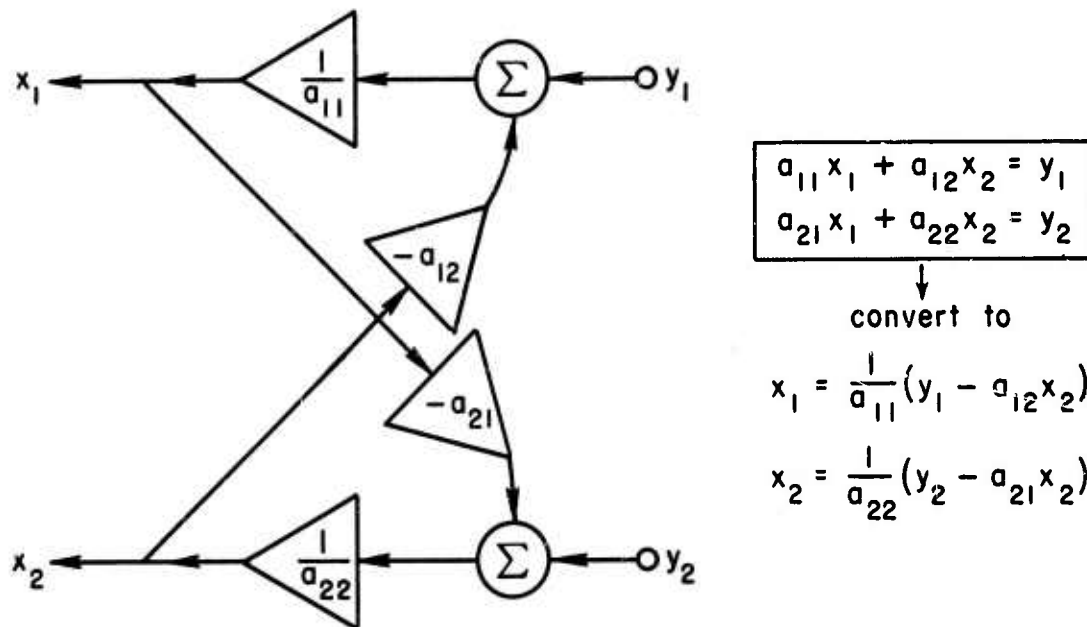 x₁
1/a₁₁
Σ
y₁
−a₁₂
−a₂₁
x₂
1/a₂₂
Σ
y₂
a₁₁x₁ + a₁₂x₂ = y₁
a₂₁x₁ + a₂₂x₂ = y₂
convert to
x₁ = 1/a₁₁(y₁ − a₁₂x₂)
x₂ = 1/a₂₂(y₂ − a₂₁x₂)